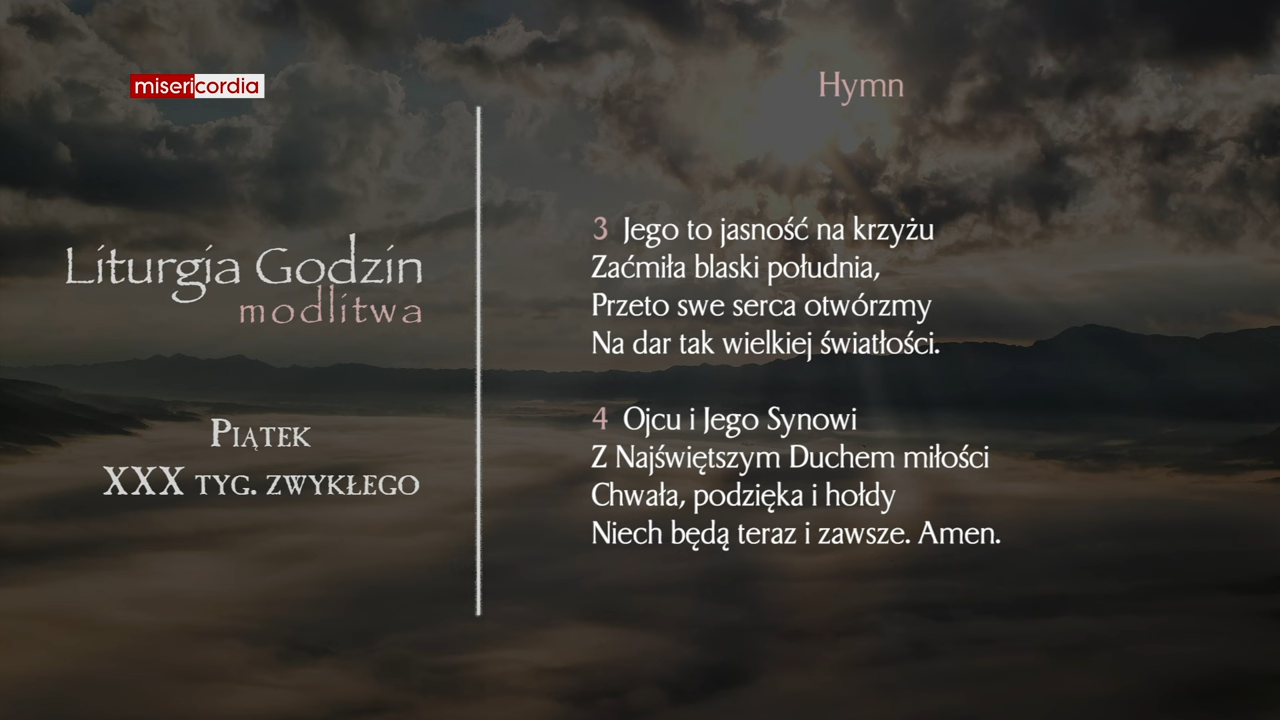 misericordia
Liturgia Godzin
modlitwa
PIĄTEK
XXX TYG. ZWYKŁEGO
Hymn
3 Jego to jasność na krzyżu
Zaćmiła blaski południa,
Przeto swe serca otwórzmy
Na dar tak wielkiej światłości.
4 Ojcu i Jego Synowi
Z Najświętszym Duchem miłości
Chwała, podzięka i hołdy
Niech będą teraz i zawsze. Amen.